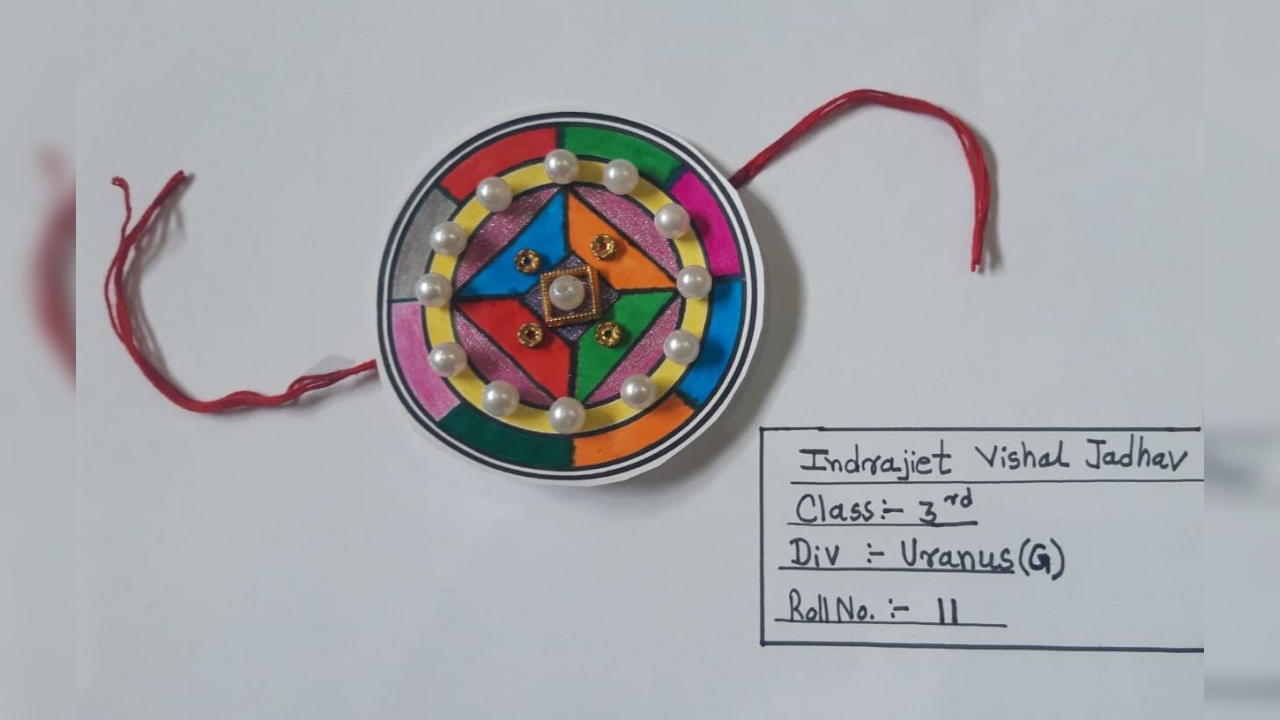 Indrajiet Vishal Jadhav
Class:- 3rd
Div :- Uranus(G)
Roll No. :- 11